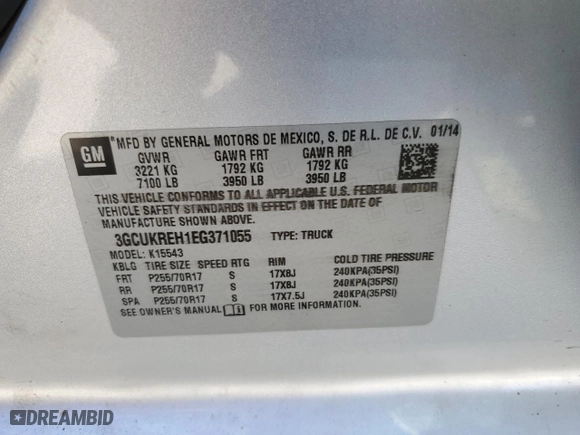 GM MFD BY GENERAL MOTORS DE MEXICO, S. DE R.L. DE C.V. 01/14
GVWR GAWR FRT GAWR RR
3221 KG 1792 KG 1792 KG
7100 LB 3950 LB 3950 LB
THIS VEHICLE CONFORMS TO ALL APPLICABLE U.S. FEDERAL MOTOR
VEHICLE SAFETY STANDARDS IN EFFECT ON THE DATE OF
MANUFACTURE SHOWN ABOVE.
3GCUKREH1EG371055 TYPE: TRUCK
MODEL: K15543
KBLG TIRE SIZE SPEED RTG RIM COLD TIRE PRESSURE
FRT P255/70R17 S 17X8J 240KPA(35PSI)
RR P255/70R17 S 17X8J 240KPA(35PSI)
SPA P255/70R17 S 17X7.5J 240KPA(35PSI)
SEE OWNER'S MANUAL FOR MORE INFORMATION.
DREAMBID